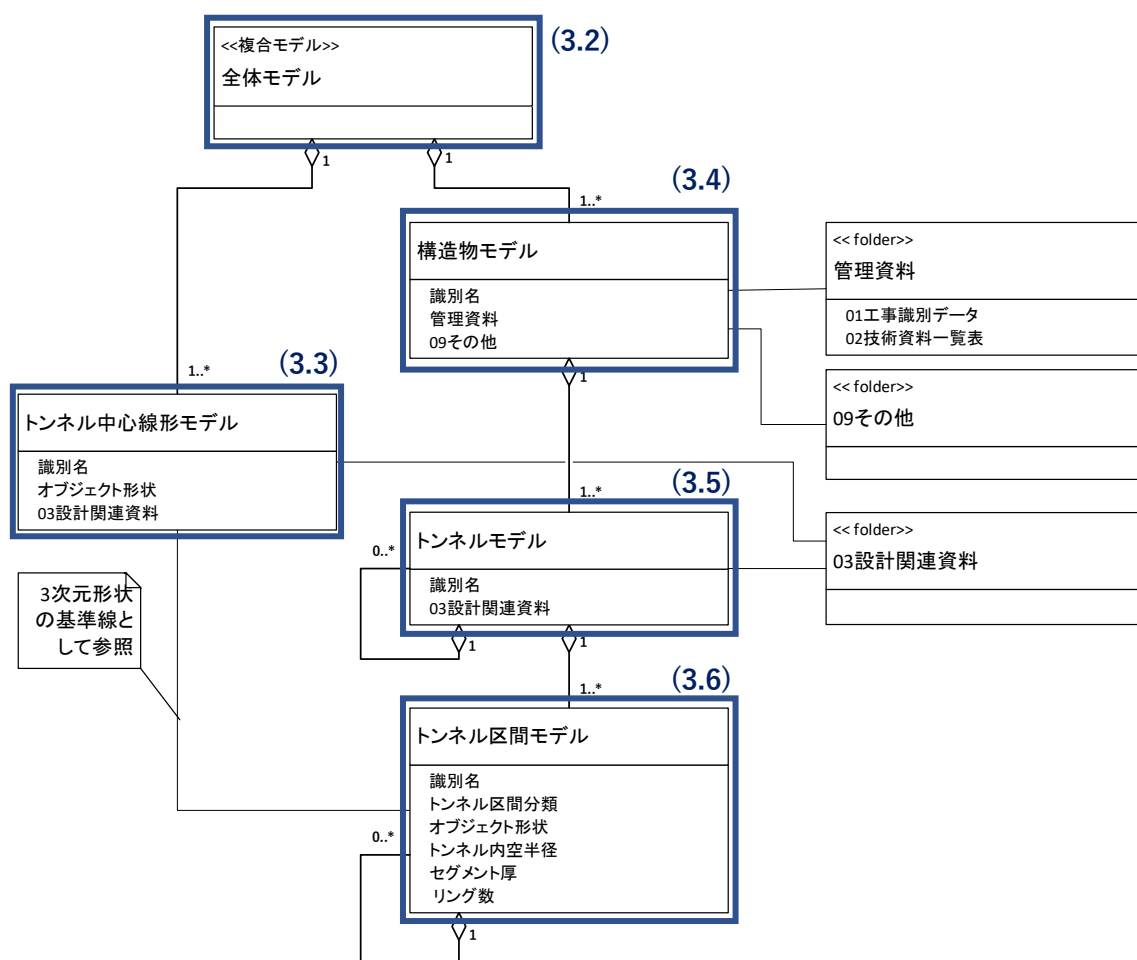 <<複合モデル>>
全体モデル
(3.2)
1
1
(3.4)
1..*
構造物モデル
識別名
管理資料
09その他
1
<< folder>>
管理資料
01工事識別データ
02技術資料一覧表
<< folder>>
09その他
(3.3)
1..*
トンネル中心線形モデル
識別名
オブジェクト形状
03設計関連資料
(3.5)
1..*
トンネルモデル
識別名
03設計関連資料
0..*
1
1
<< folder>>
03設計関連資料
3次元形状
の基準線と
して参照
(3.6)
1..*
トンネル区間モデル
識別名
トンネル区間分類
オブジェクト形状
トンネル内空半径
セグメント厚
リング数
0..*
1